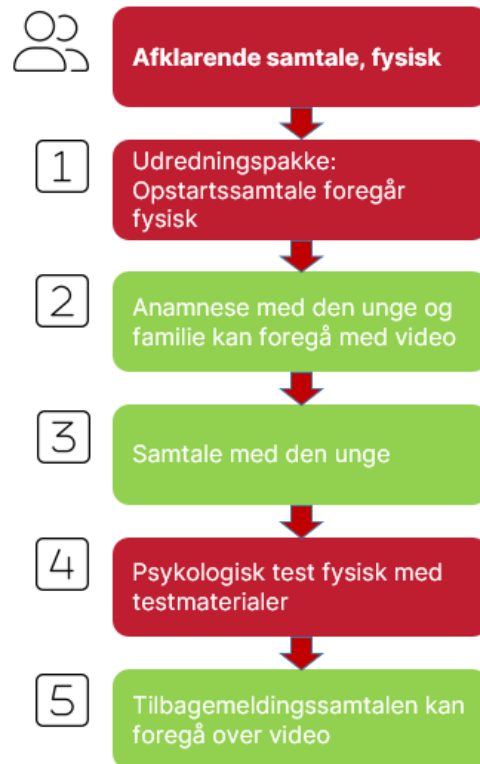 Afklarende samtale, fysisk
1
Udredningspakke:
Opstartssamtale foregår
fysisk
2
Anamnese med den unge og
familie kan foregå med video
3
Samtale med den unge
4
Psykologisk test fysisk med
testmaterialer
5
Tilbagemeldingssamtalen kan
foregå over video